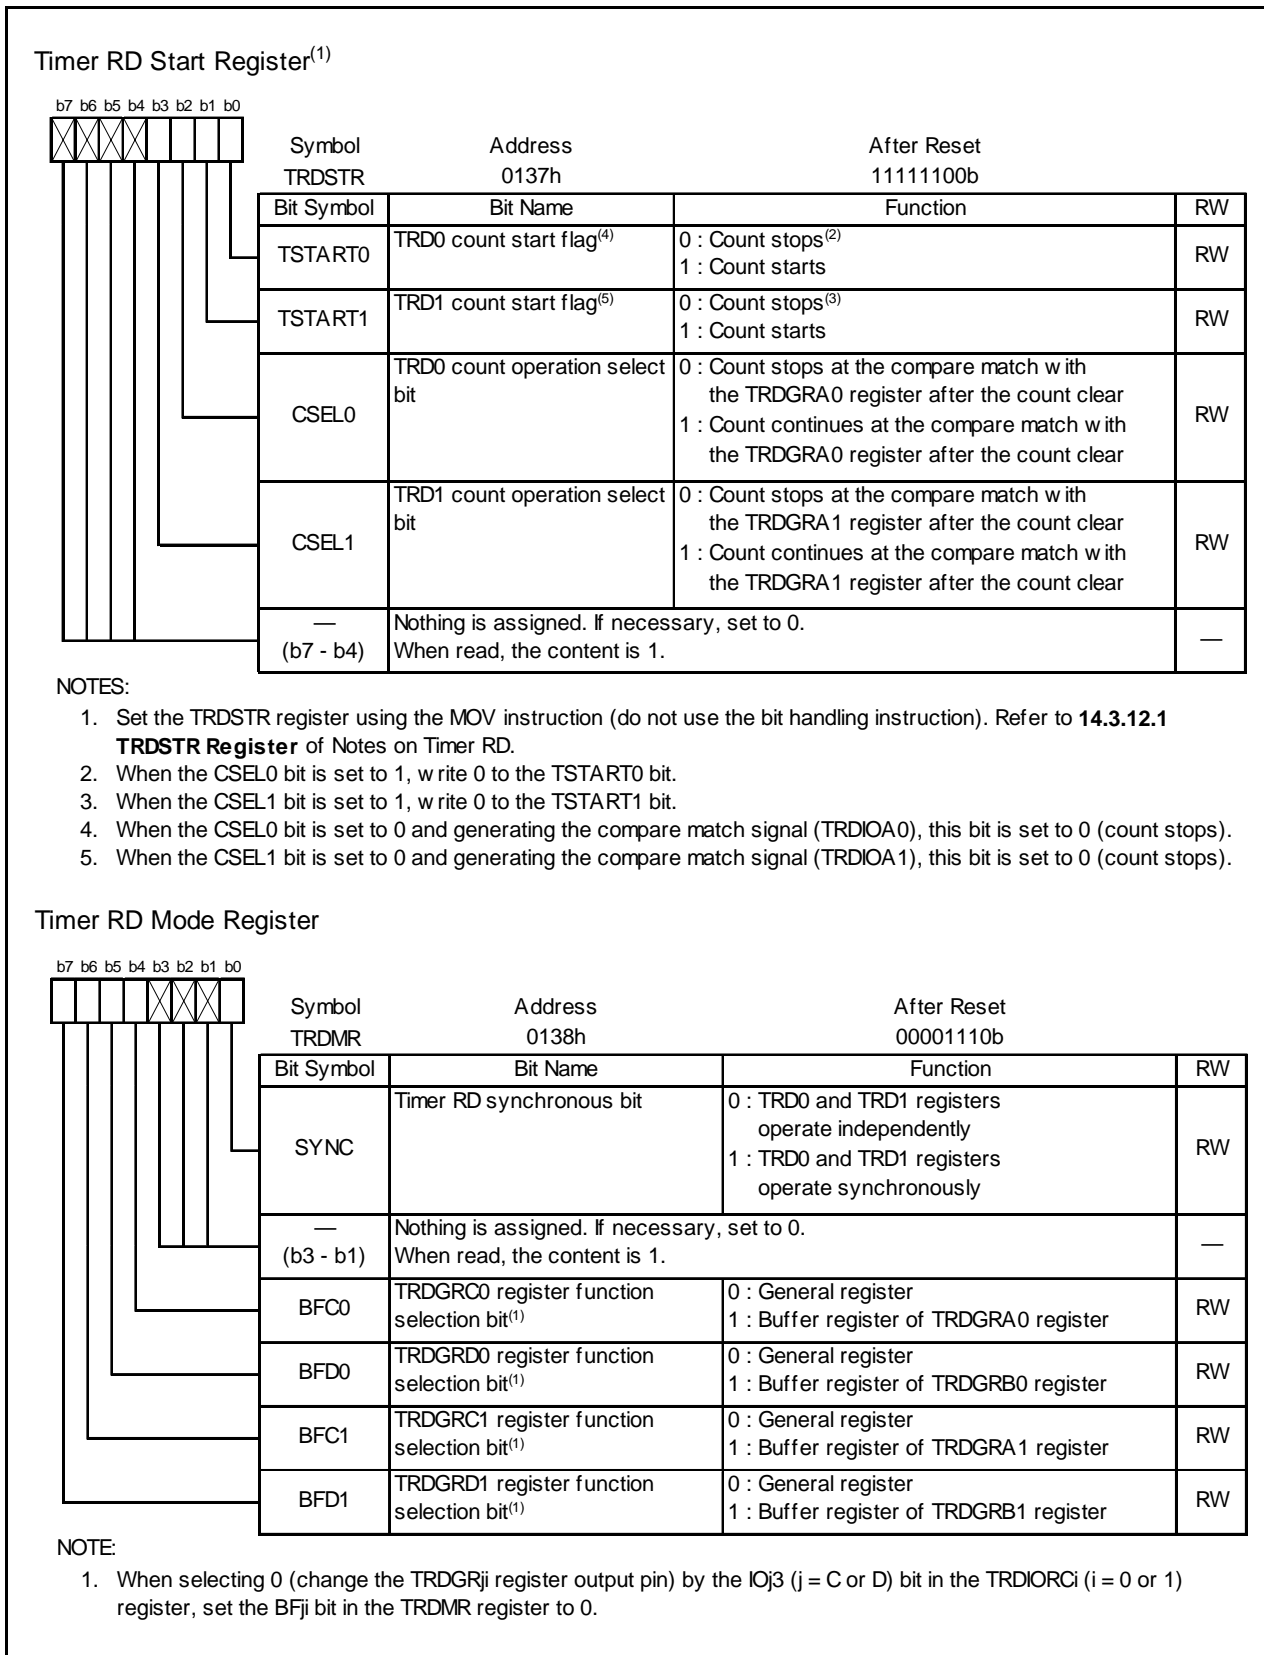 Timer RD Start Register(1)
b7 b6 b5 b4 b3 b2 b1 b0
Symbol Address After Reset
TRDSTR 0137h 11111100b
Bit Symbol Bit Name Function RW
TSTART0 TRD0 count start flag(4) 0 : Count stops(2) RW
1 : Count starts
TSTART1 TRD1 count start flag(5) 0 : Count stops(3) RW
1 : Count starts
CSEL0 TRD0 count operation select 0 : Count stops at the compare match with RW
bit the TRDGRA0 register after the count clear
1 : Count continues at the compare match with
the TRDGRA0 register after the count clear
CSEL1 TRD1 count operation select 0 : Count stops at the compare match with RW
bit the TRDGRA1 register after the count clear
1 : Count continues at the compare match with
the TRDGRA1 register after the count clear
— Nothing is assigned. If necessary, set to 0. —
(b7 - b4) When read, the content is 1.
NOTES:
1. Set the TRDSTR register using the MOV instruction (do not use the bit handling instruction). Refer to 14.3.12.1
TRDSTR Register of Notes on Timer RD.
2. When the CSEL0 bit is set to 1, write 0 to the TSTART0 bit.
3. When the CSEL1 bit is set to 1, write 0 to the TSTART1 bit.
4. When the CSEL0 bit is set to 0 and generating the compare match signal (TRDIOA0), this bit is set to 0 (count stops).
5. When the CSEL1 bit is set to 0 and generating the compare match signal (TRDIOA1), this bit is set to 0 (count stops).
Timer RD Mode Register
b7 b6 b5 b4 b3 b2 b1 b0
Symbol Address After Reset
TRDMR 0138h 00001110b
Bit Symbol Bit Name Function RW
SYNC Timer RD synchronous bit 0 : TRD0 and TRD1 registers RW
operate independently
1 : TRD0 and TRD1 registers
operate synchronously
— Nothing is assigned. If necessary, set to 0. —
(b3 - b1) When read, the content is 1.
BFC0 TRDGRC0 register function 0 : General register RW
selection bit(1) 1 : Buffer register of TRDGRA0 register
BFD0 TRDGRD0 register function 0 : General register RW
selection bit(1) 1 : Buffer register of TRDGRB0 register
BFC1 TRDGRC1 register function 0 : General register RW
selection bit(1) 1 : Buffer register of TRDGRA1 register
BFD1 TRDGRD1 register function 0 : General register RW
selection bit(1) 1 : Buffer register of TRDGRB1 register
NOTE:
1. When selecting 0 (change the TRDGRji register output pin) by the IOj3 (j = C or D) bit in the TRDIORCi (i = 0 or 1)
register, set the BFji bit in the TRDMR register to 0.